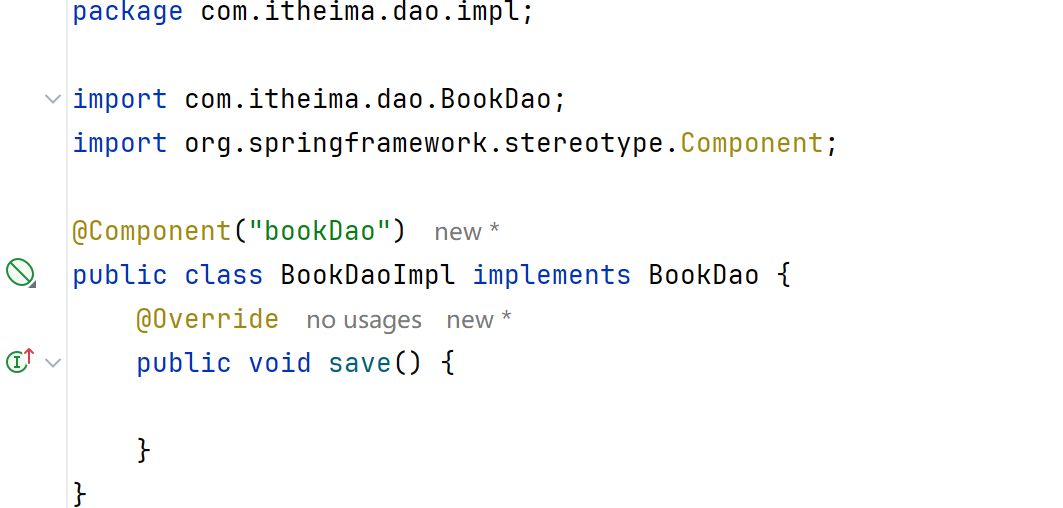 package com.itheima.dao.impl;
import com.itheima.dao.BookDao;
import org.springframework.stereotype.Component;
@Component("bookDao") new *
public class BookDaoImpl implements BookDao {
@Override no usages new *
public void save() {
}
}